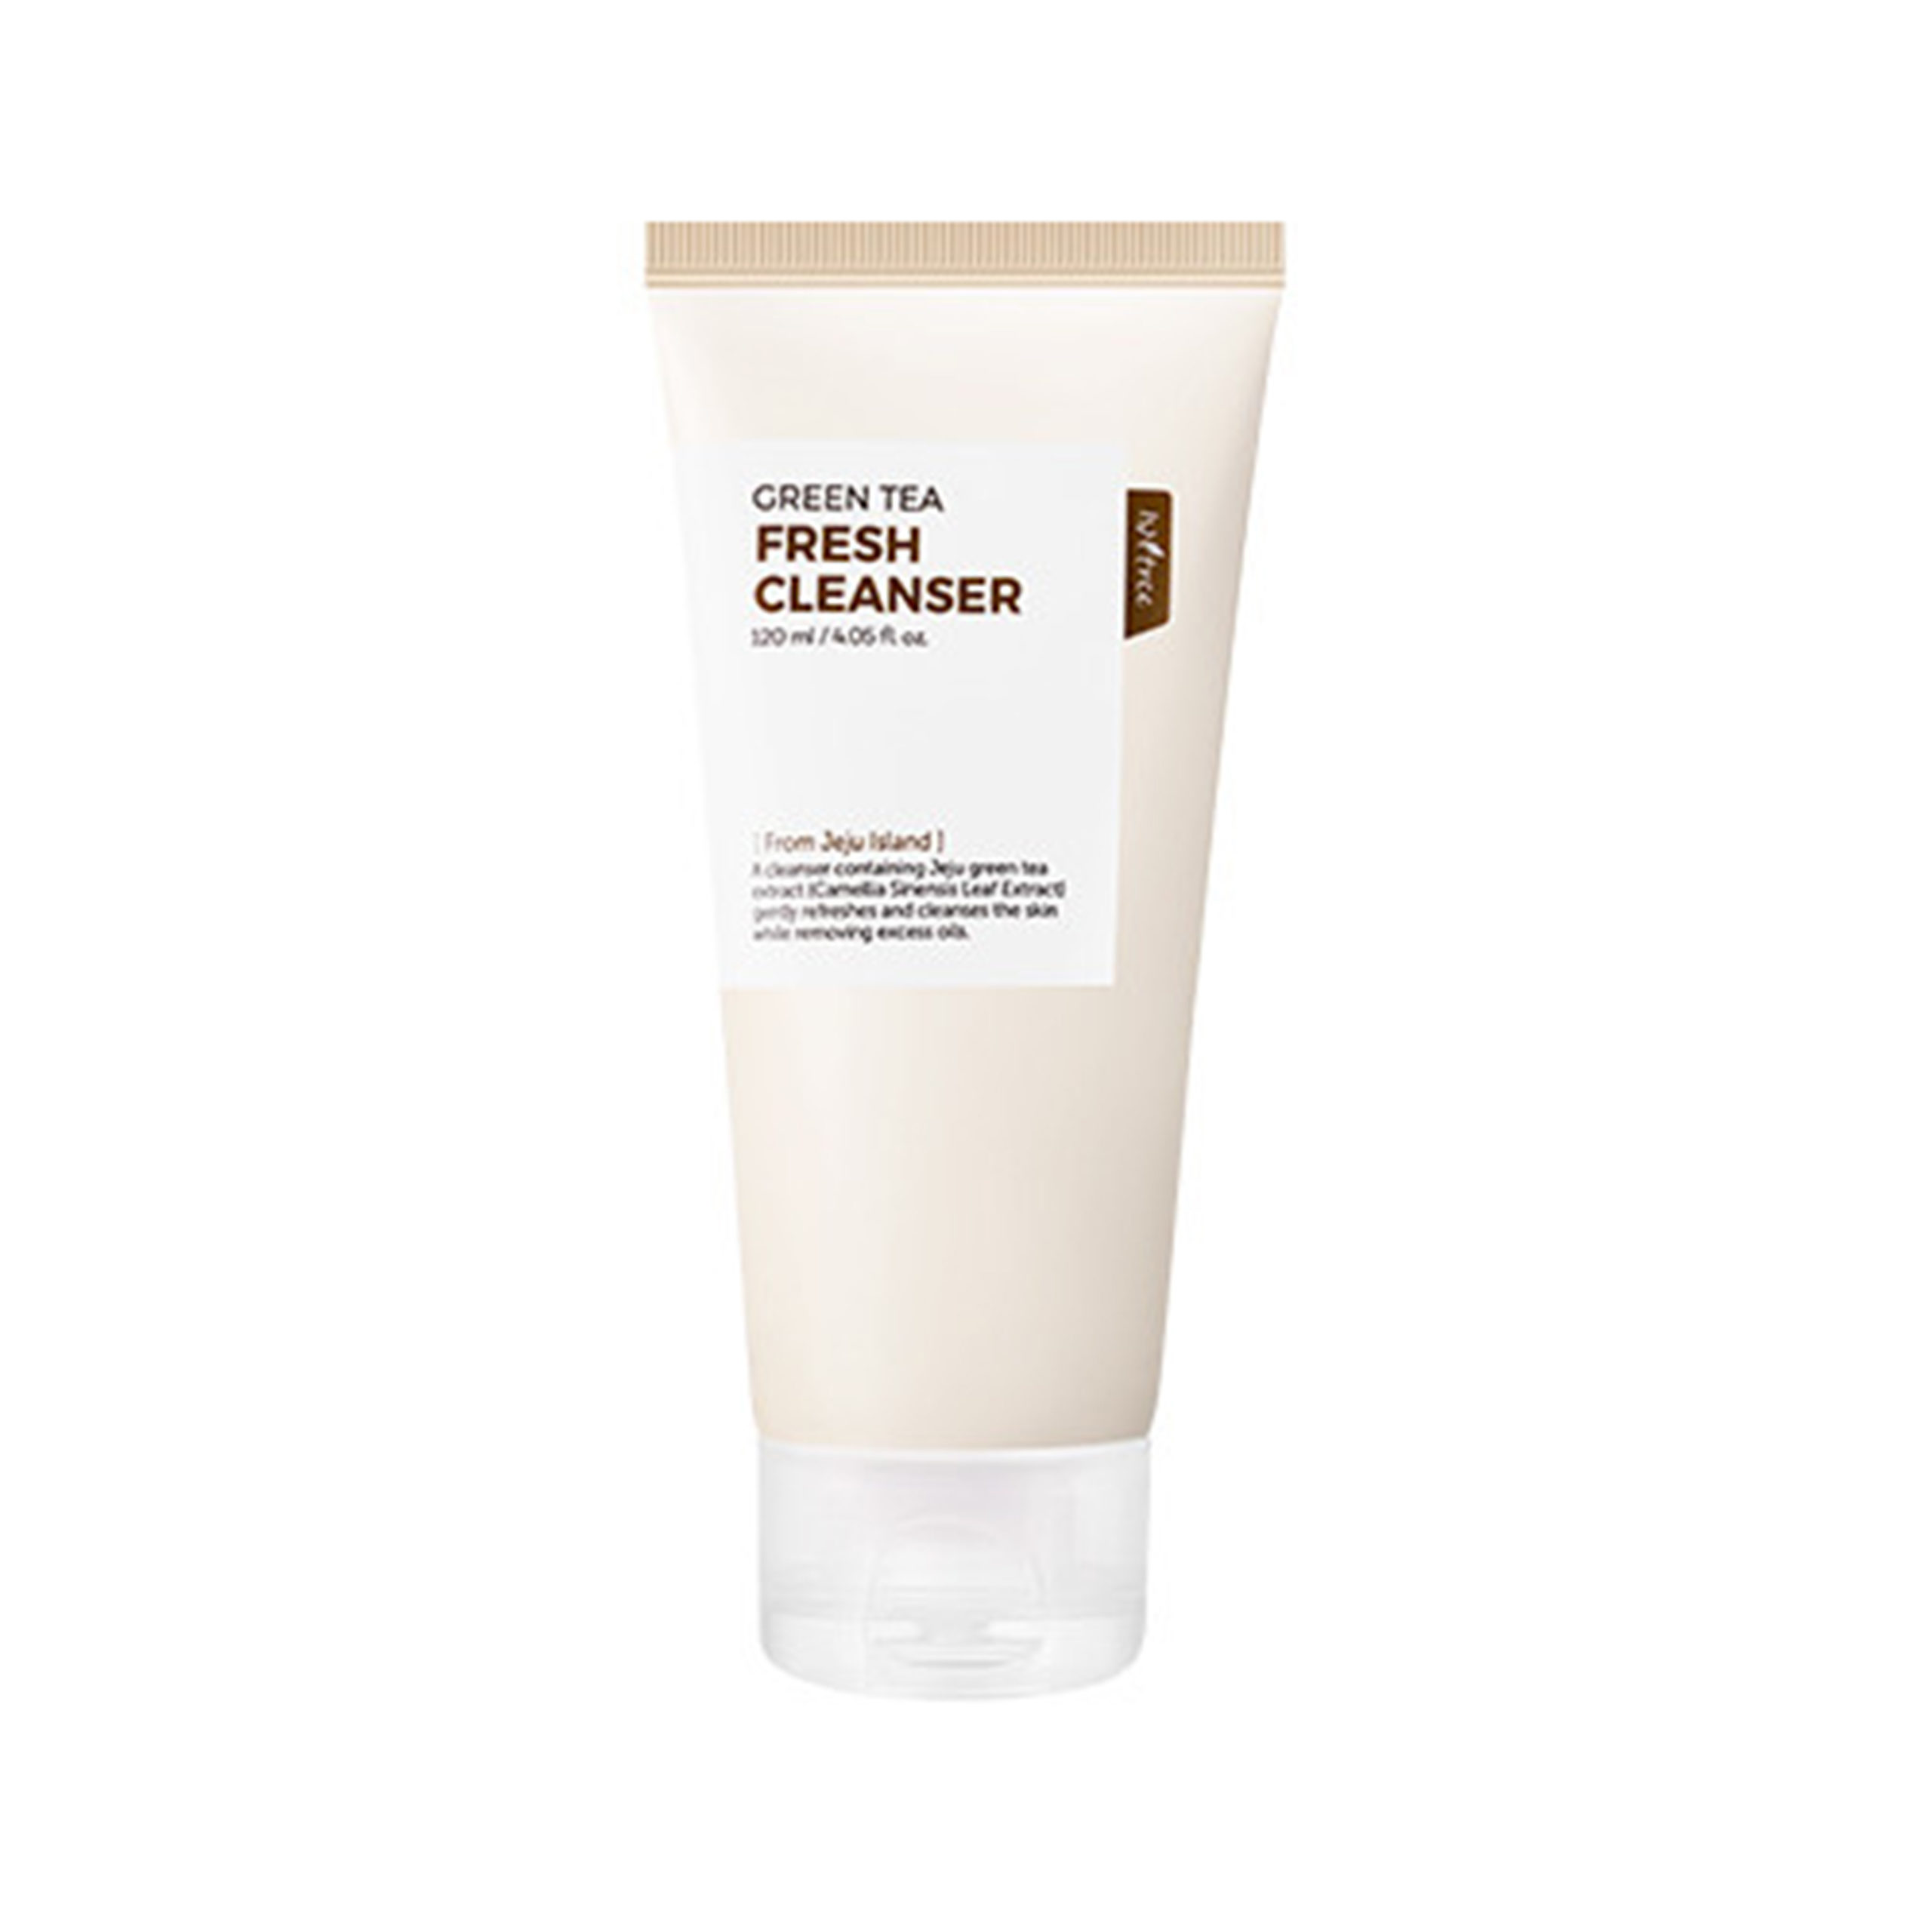 GREEN TEA
FRESH
CLEANSER
120 ml / 4.05 fl. oz.
Isntree
[ From Jeju Island ]
A cleanser containing Jeju green tea
extract (Camellia Sinensis Leaf Extract)
gently refreshes and cleanses the skin
while removing excess oils.